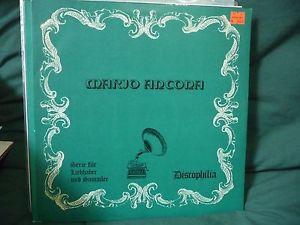 MARIO ANCONA
Serie für
Liebhaber
und Sammler
Discophilia